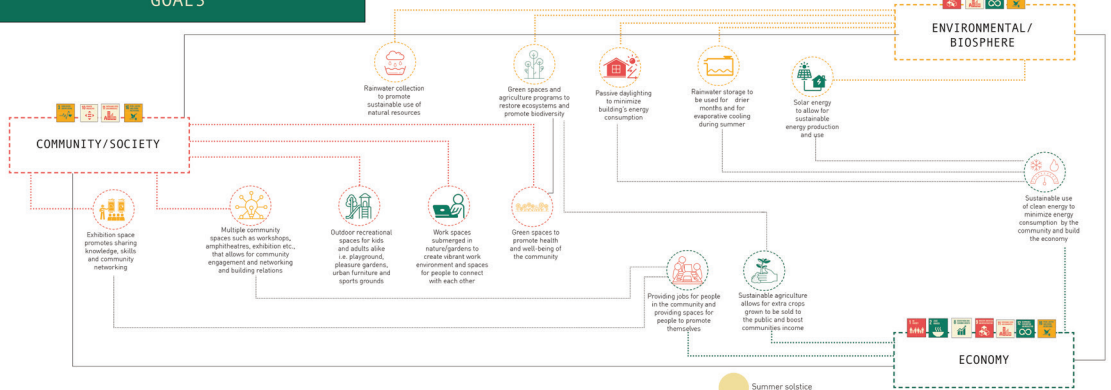 GOALS
ENVIRONMENTAL/
BIOSPHERE
Rainwater collection
to promote
sustainable use of
natural resources
Green spaces and
agriculture programs to
restore ecosystems and
promote biodiversity
Passive daylighting
to minimize
building's energy
consumption
Rainwater storage to
be used for drier
months and for
evaporative cooling
during summer
Solar energy
to allow for
sustainable
energy production
and use
COMMUNITY/SOCIETY
Exhibition space
promotes sharing
knowledge, skills
and community
networking
Multiple community
spaces such as workshops,
amphitheatres, exhibition etc.,
that allows for community
engagement and networking
and building relations
Outdoor recreational
spaces for kids
and adults alike
i.e. playground,
pleasure gardens,
urban furniture and
sports grounds
Work spaces
submerged in
nature/gardens to
create vibrant work
environment and spaces
for people to connect
with each other
Green spaces to
promote health
and well-being of
the community
Sustainable use
of clean energy to
minimize energy
consumption by the
community and build
the economy
Providing jobs for people
in the community and
providing spaces for
people to promote
themselves
Sustainable agriculture
allows for extra crops
grown to be sold to
the public and boost
communities income
ECONOMY
Summer solstice